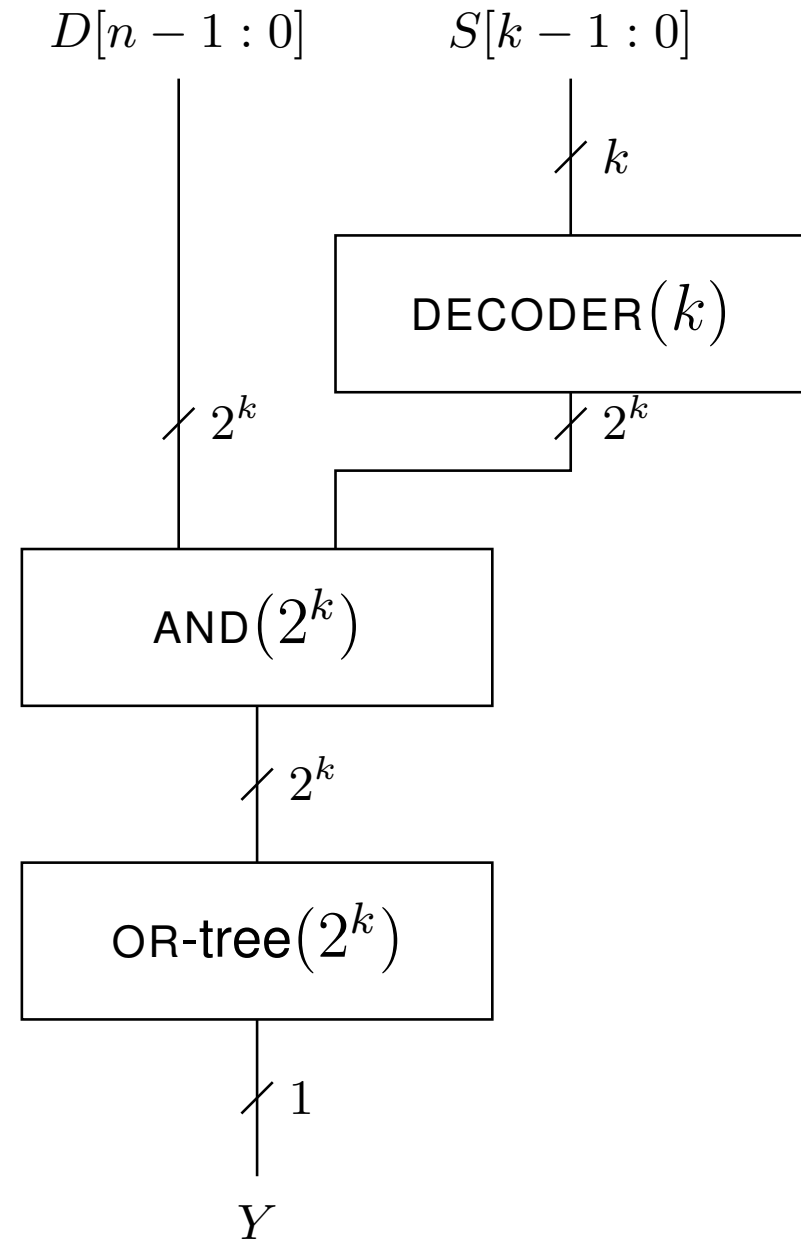 D[n − 1 : 0] S[k − 1 : 0]
k
DECODER(k)
2^k 2^k
AND(2^k)
2^k
OR-tree(2^k)
1
Y